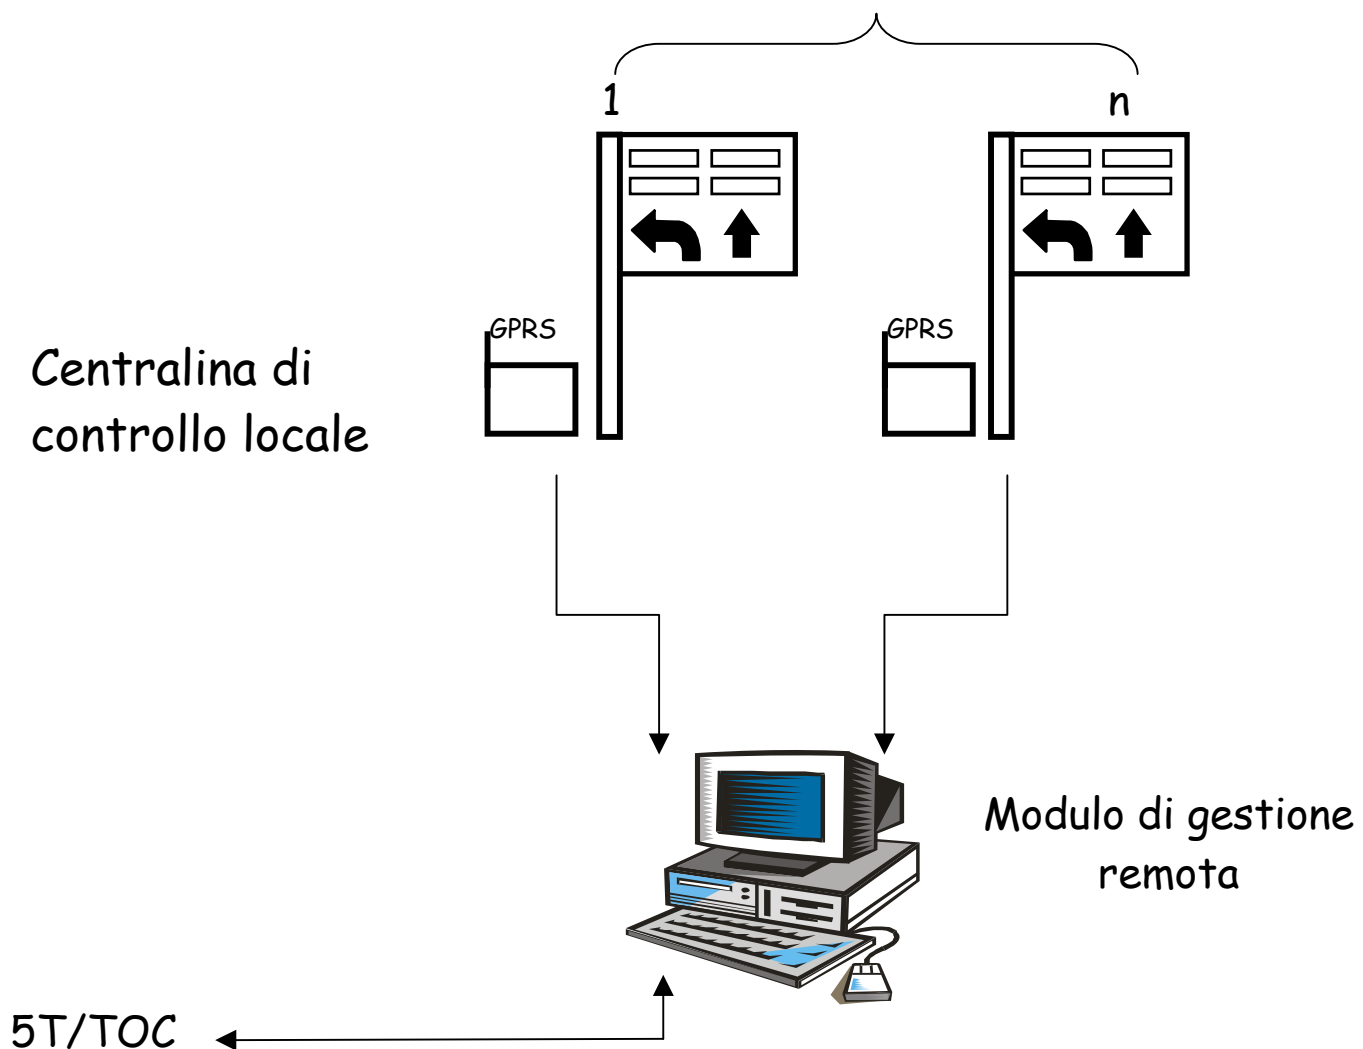 1
n
GPRS
GPRS
Centralina di
controllo locale
Modulo di gestione
remota
5T/TOC